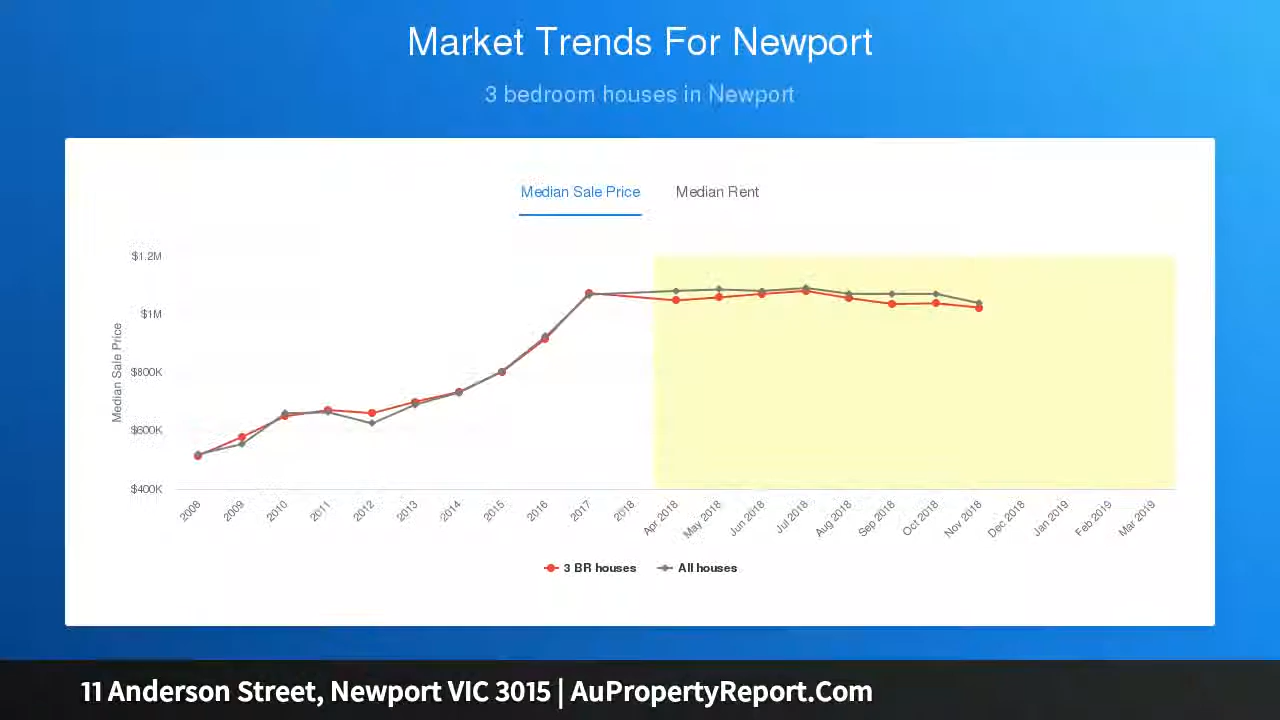 Market Trends For Newport
3 bedroom houses in Newport
Median Sale Price Median Rent
$1.2M
$1M
$800K
$600K
$400K
Median Sale Price
2008 2009 2010 2011 2012 2013 2014 2015 2016 2017 2018 Apr 2018 May 2018 Jun 2018 Jul 2018 Aug 2018 Sep 2018 Oct 2018 Nov 2018 Dec 2018 Jan 2019 Feb 2019 Mar 2019
3 BR houses All houses
11 Anderson Street, Newport VIC 3015 | AuPropertyReport.Com